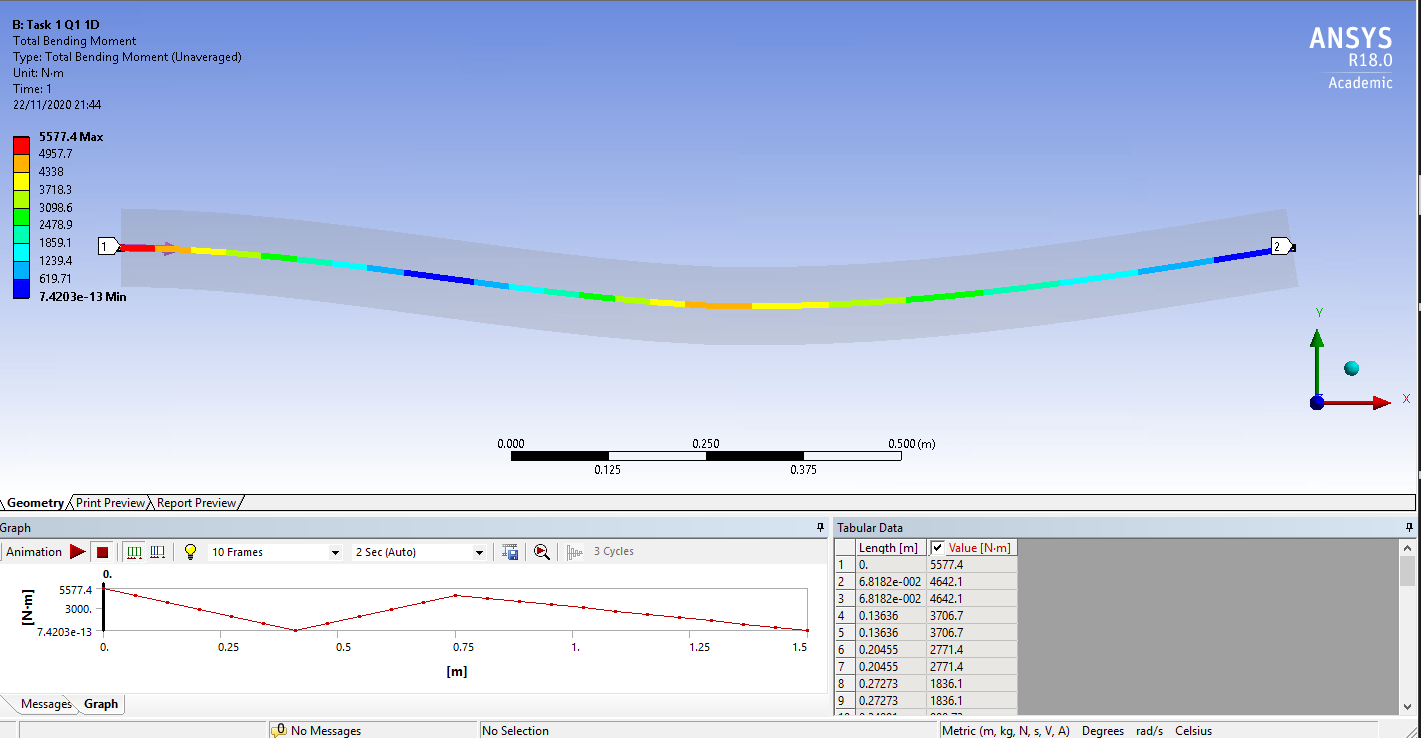 B: Task 1 Q1 1D
Total Bending Moment
Type: Total Bending Moment (Unaveraged)
Unit: N·m
Time: 1
22/11/2020 21:44
ANSYS
R18.0
Academic
5577.4 Max
4957.7
4338
3718.3
3098.6
2478.9
1859.1
1239.4
619.71
7.4203e-13 Min
1
2
Y
X
0.000 0.250 0.500 (m)
0.125 0.375
Geometry Print Preview Report Preview
Graph
Animation 10 Frames 2 Sec (Auto) 3 Cycles
0.
5577.4
3000.
7.4203e-13
[N·m]
0. 0.25 0.5 0.75 1. 1.25 1.5
[m]
Messages Graph
Tabular Data
Length [m] Value [N·m]
1 0. 5577.4
2 6.8182e-002 4642.1
3 6.8182e-002 4642.1
4 0.13636 3706.7
5 0.13636 3706.7
6 0.20455 2771.4
7 0.20455 2771.4
8 0.27273 1836.1
9 0.27273 1836.1
0 No Messages No Selection Metric (m, kg, N, s, V, A) Degrees rad/s Celsius